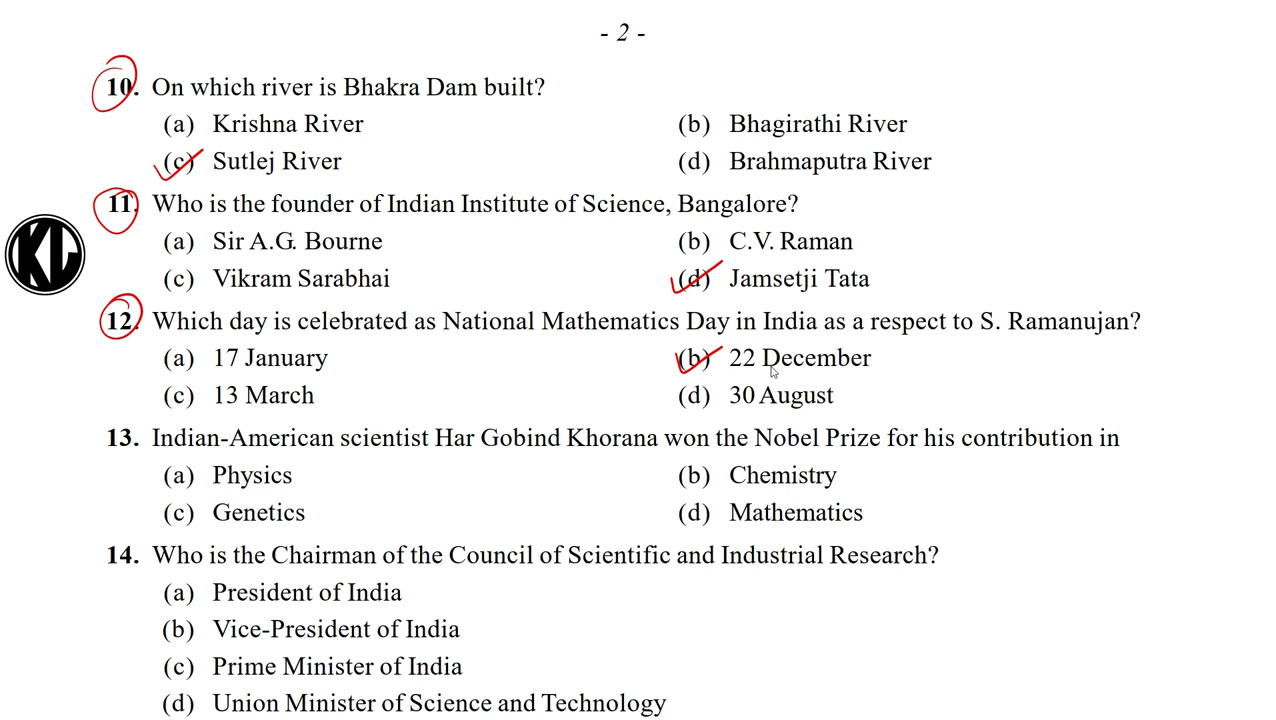 - 2 -
10. On which river is Bhakra Dam built?
(a) Krishna River (b) Bhagirathi River
(c) Sutlej River (d) Brahmaputra River
11. Who is the founder of Indian Institute of Science, Bangalore?
(a) Sir A.G. Bourne (b) C.V. Raman
(c) Vikram Sarabhai (d) Jamsetji Tata
KL
12. Which day is celebrated as National Mathematics Day in India as a respect to S. Ramanujan?
(a) 17 January (b) 22 December
(c) 13 March (d) 30 August
13. Indian-American scientist Har Gobind Khorana won the Nobel Prize for his contribution in
(a) Physics (b) Chemistry
(c) Genetics (d) Mathematics
14. Who is the Chairman of the Council of Scientific and Industrial Research?
(a) President of India
(b) Vice-President of India
(c) Prime Minister of India
(d) Union Minister of Science and Technology